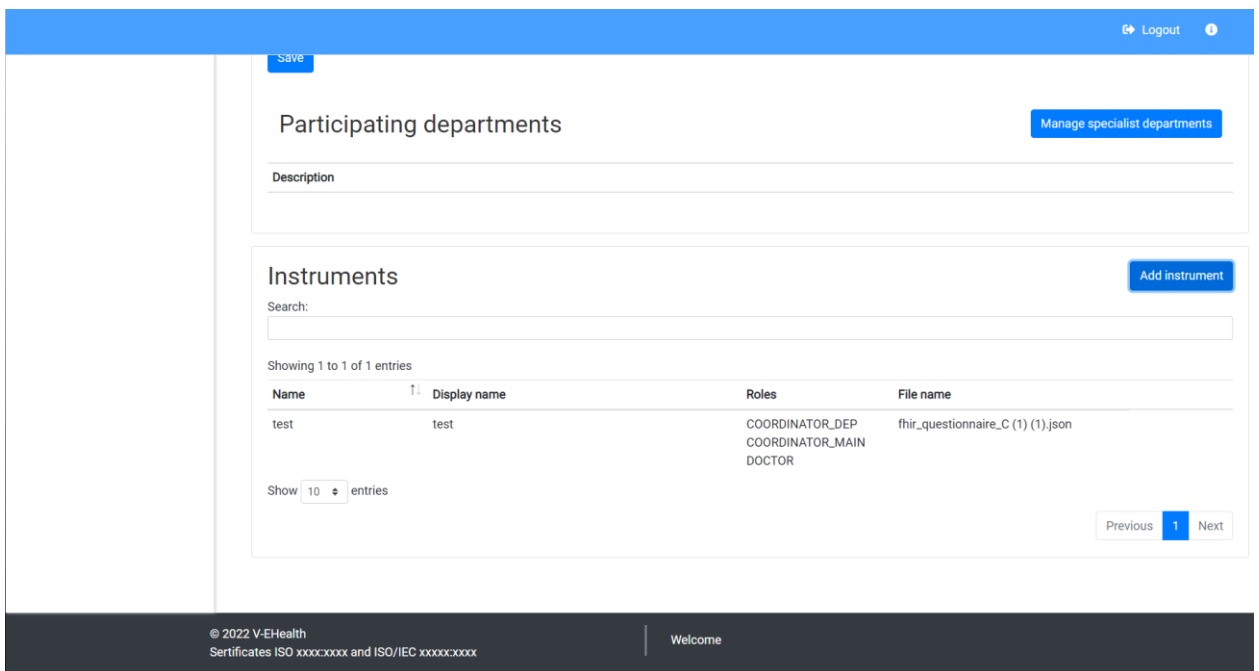 Logout
Save
Participating departments
Manage specialist departments
Description
Instruments
Add instrument
Search:
Showing 1 to 1 of 1 entries
Name Display name Roles File name
test test COORDINATOR_DEP fhir_questionnaire_C (1) (1).json
COORDINATOR_MAIN
DOCTOR
Show 10 entries
Previous 1 Next
© 2022 V-EHealth
Sertificates ISO xxxx:xxxx and ISO/IEC xxxxx:xxxx
Welcome